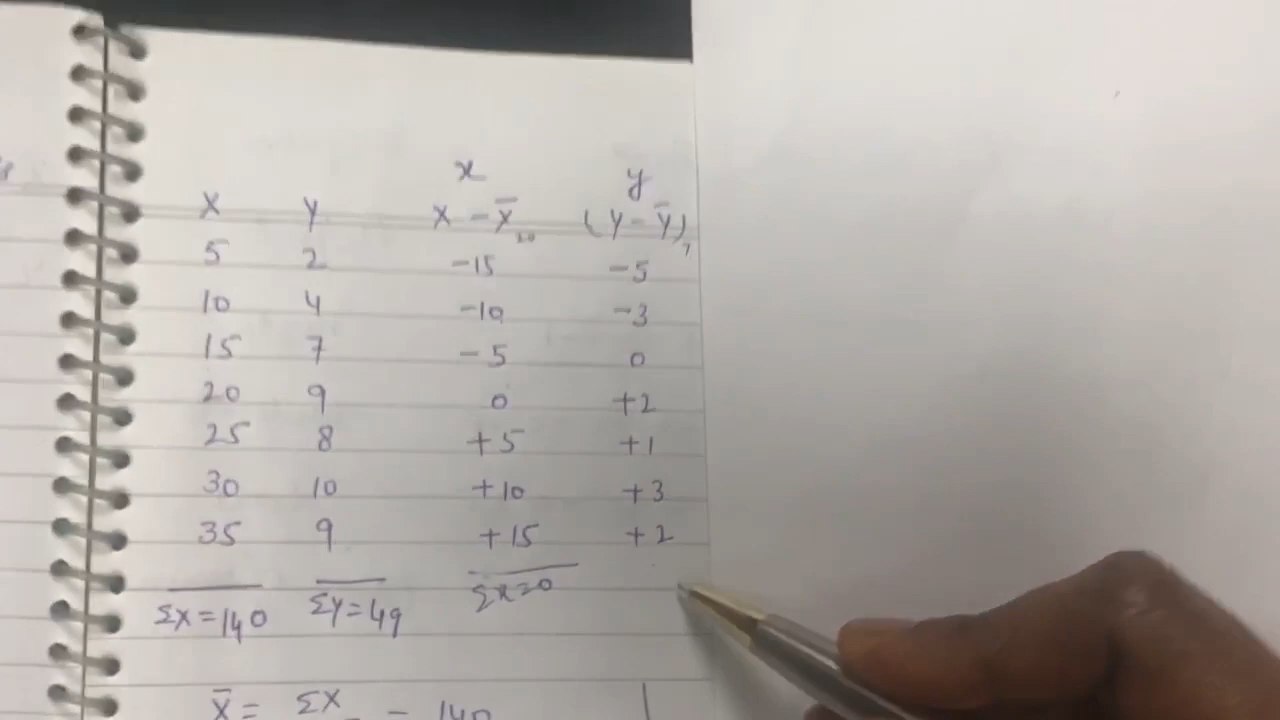 x y
X Y X - X̄ (Y - Ȳ)
5 2 -15 -5
10 4 -10 -3
15 7 -5 0
20 9 0 +2
25 8 +5 +1
30 10 +10 +3
35 9 +15 +2
ΣX = 140 ΣY = 49 Σx=0
X̄ = ΣX - 140